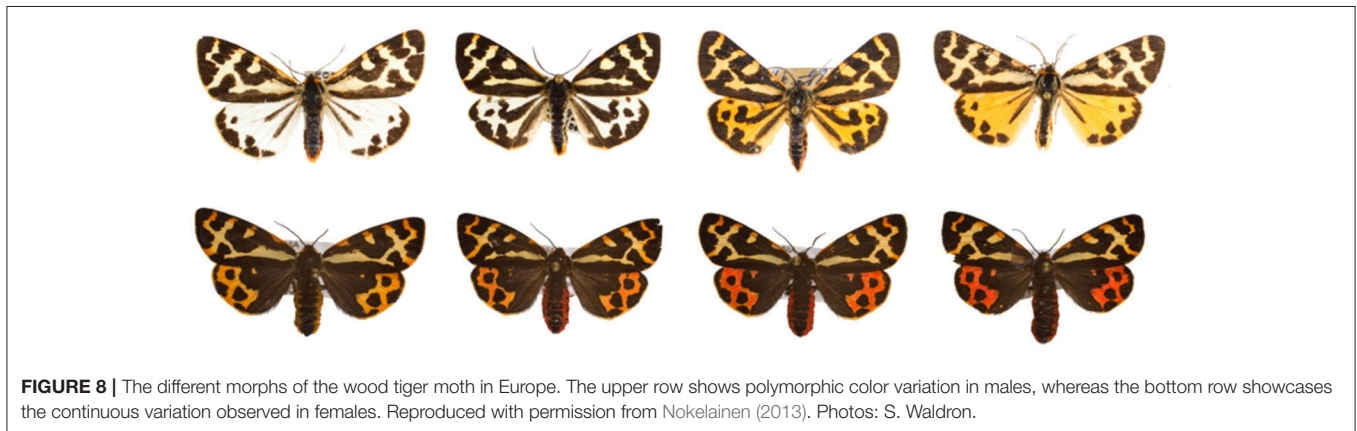 FIGURE 8 | The different morphs of the wood tiger moth in Europe. The upper row shows polymorphic color variation in males, whereas the bottom row showcases
the continuous variation observed in females. Reproduced with permission from Nokelainen (2013). Photos: S. Waldron.